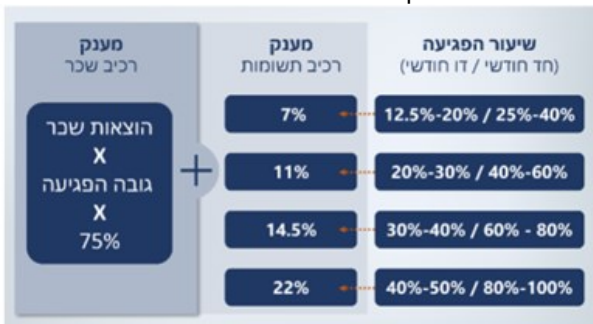 שיעור הפגיעה
(חד חודשי / דו חודשי)
12.5%-20% / 25%-40%
20%-30% / 40%-60%
30%-40% / 60% - 80%
40%-50% / 80%-100%
מענק
רכיב תשומות
7%
11%
14.5%
22%
+
מענק
רכיב שכר
הוצאות שכר
X
גובה הפגיעה
X
75%